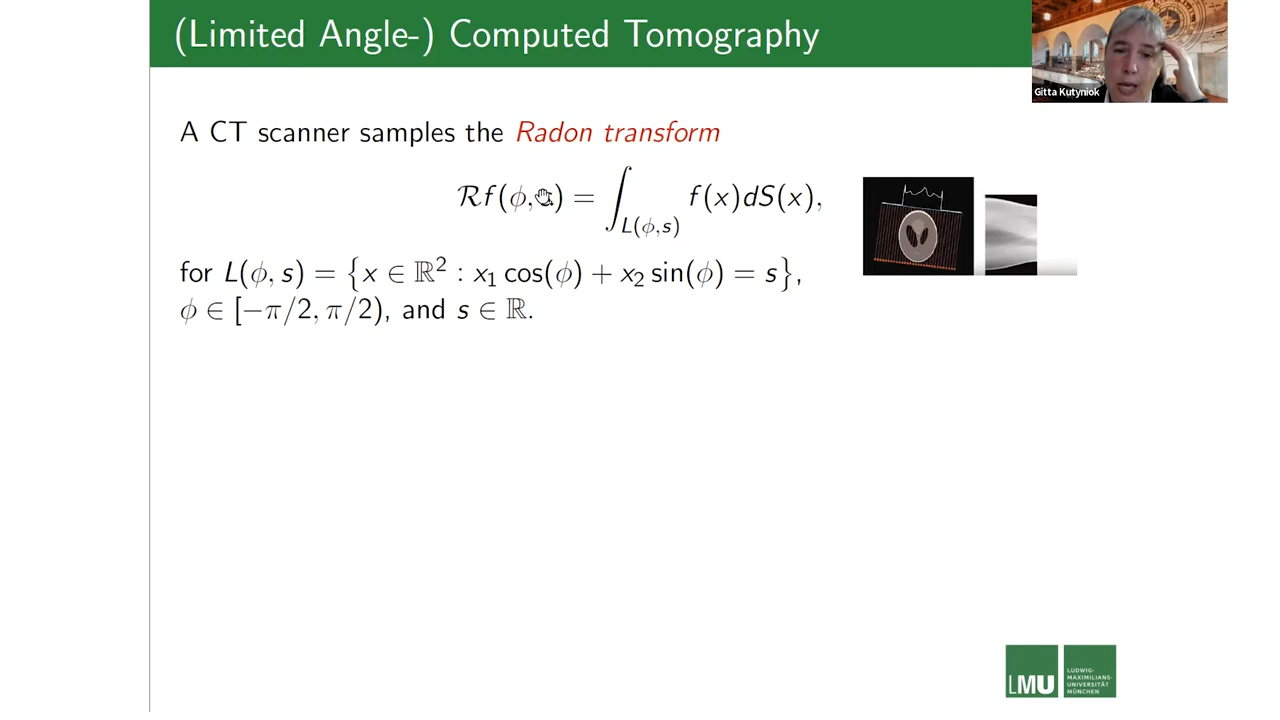 (Limited Angle-) Computed Tomography
Gitta Kutyniok
A CT scanner samples the Radon transform
ℛf(ϕ, ) = ∫_{L(ϕ,s)} f(x)dS(x),
for L(ϕ, s) = {x ∈ ℝ² : x₁ cos(ϕ) + x₂ sin(ϕ) = s},
ϕ ∈ [−π/2, π/2), and s ∈ ℝ.
LMU
LUDWIG-
MAXIMILIANS-
UNIVERSITÄT
MÜNCHEN